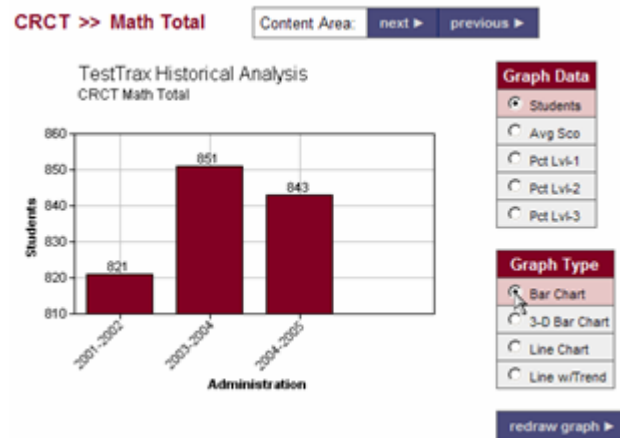 CRCT >> Math Total
Content Area: next ▶ previous ▶
TestTrax Historical Analysis
CRCT Math Total
860
850
840
830
820
810
Students
821
851
843
2001-2002
2003-2004
2004-2005
Administration
Graph Data
Students
Avg Sco
Pct Lvl-1
Pct Lvl-2
Pct Lvl-3
Graph Type
Bar Chart
3-D Bar Chart
Line Chart
Line w/Trend
redraw graph ▶